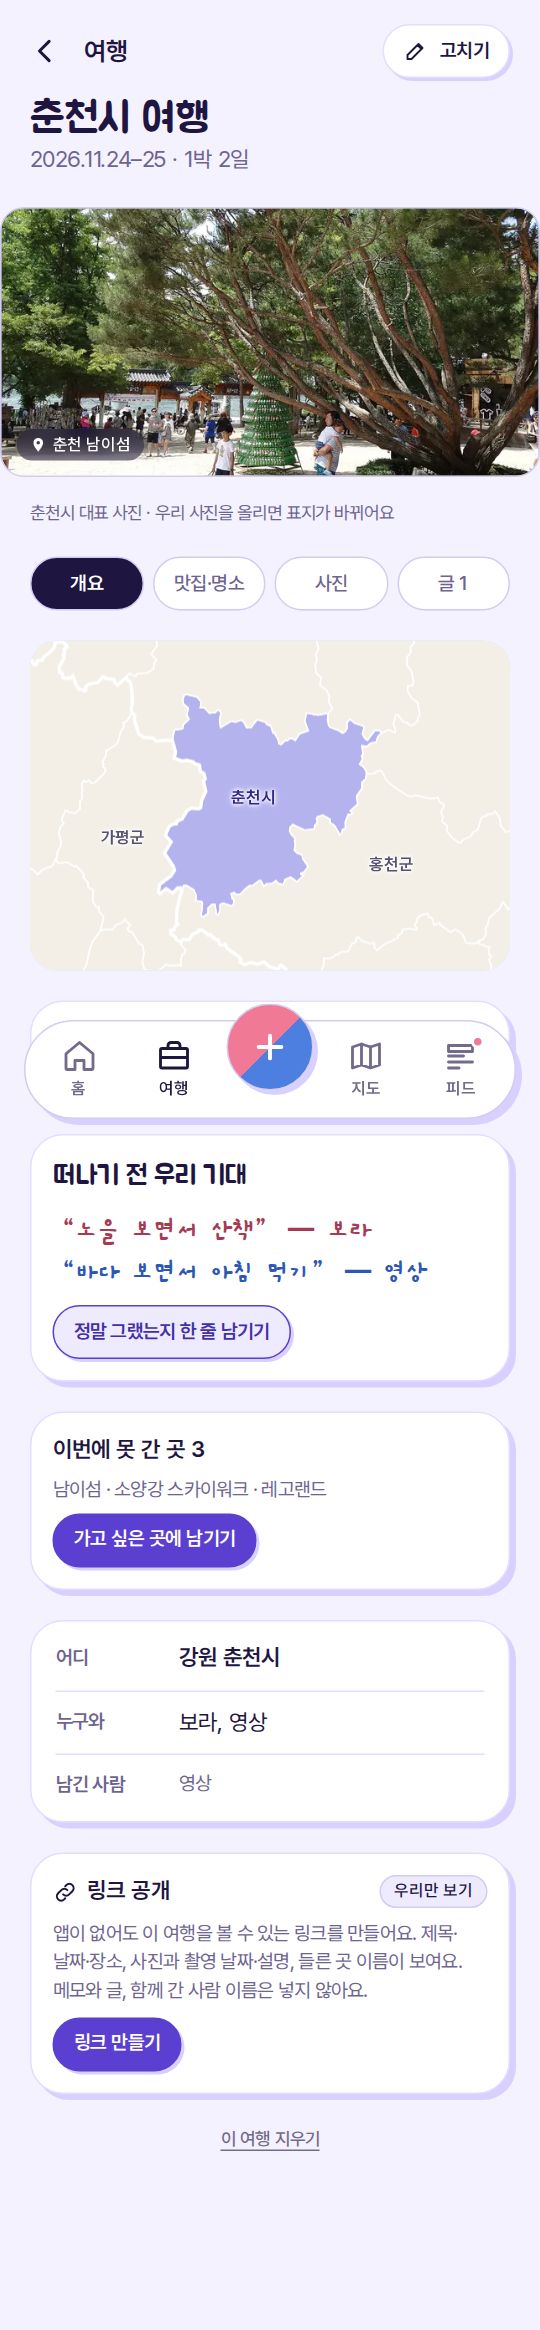 여행
고치기
춘천시 여행
2026.11.24–25 · 1박 2일
춘천 남이섬
춘천시 대표 사진 · 우리 사진을 올리면 표지가 바뀌어요
개요
맛집·명소
사진
글 1
춘천시
가평군
홍천군
홈
여행
지도
피드
떠나기 전 우리 기대
“노을 보면서 산책” — 보라
“바다 보면서 아침 먹기” — 영상
정말 그랬는지 한 줄 남기기
이번에 못 간 곳 3
남이섬 · 소양강 스카이워크 · 레고랜드
가고 싶은 곳에 남기기
어디 강원 춘천시
누구와 보라, 영상
남긴 사람 영상
링크 공개
우리만 보기
앱이 없어도 이 여행을 볼 수 있는 링크를 만들어요. 제목·
날짜·장소, 사진과 촬영 날짜·설명, 들른 곳 이름이 보여요.
메모와 글, 함께 간 사람 이름은 넣지 않아요.
링크 만들기
이 여행 지우기